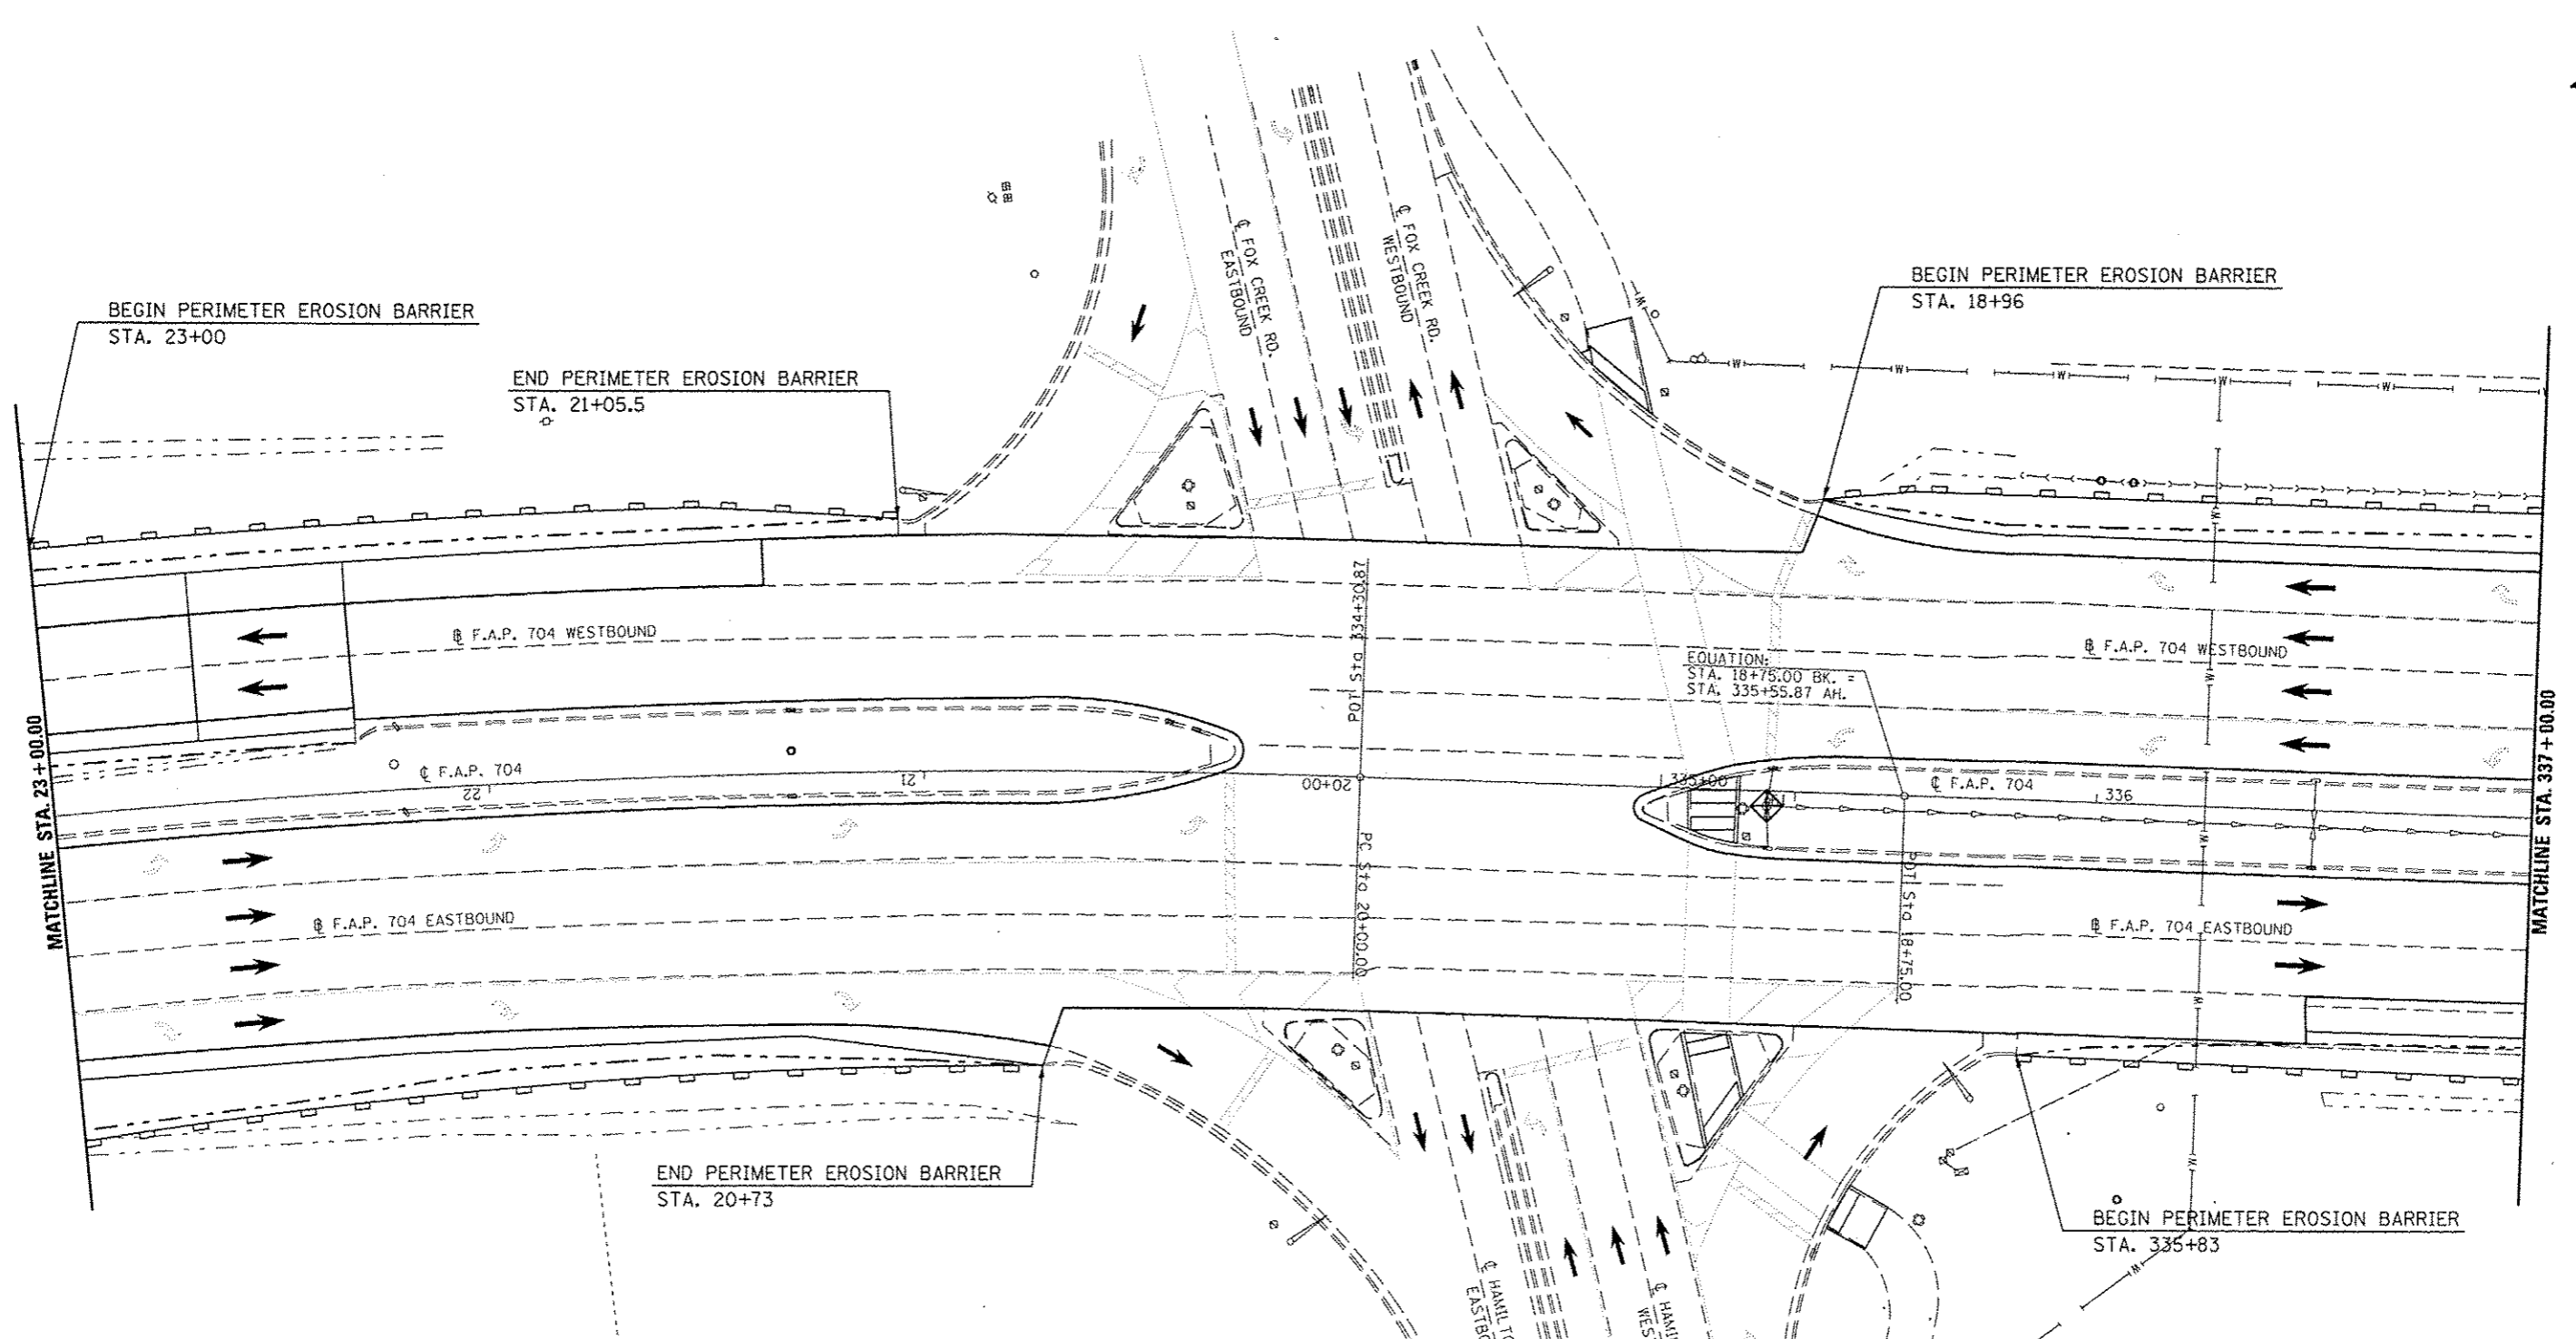 BEGIN PERIMETER EROSION BARRIER
STA. 23+00
END PERIMETER EROSION BARRIER
STA. 21+05.5
₵ FOX CREEK RD.
EASTBOUND
₵ FOX CREEK RD.
WESTBOUND
BEGIN PERIMETER EROSION BARRIER
STA. 18+96
W
W
W
W
W
W
W
W
F.A.P. 704 WESTBOUND
POT Sta 334+30.87
EQUATION:
STA. 18+75.00 BK. =
STA. 335+55.87 AH.
F.A.P. 704 WESTBOUND
W
MATCHLINE STA. 23+00.00
₵ F.A.P. 704
22
21
20+00
335+00
₵ F.A.P. 704
336
MATCHLINE STA. 337+00.00
F.A.P. 704 EASTBOUND
PC Sta 20+00.00
POT Sta 18+75.00
W
F.A.P. 704 EASTBOUND
W
W
END PERIMETER EROSION BARRIER
STA. 20+73
BEGIN PERIMETER EROSION BARRIER
STA. 335+83
W
₵ HAMILTO
EASTBO
₵ HAMI
WES